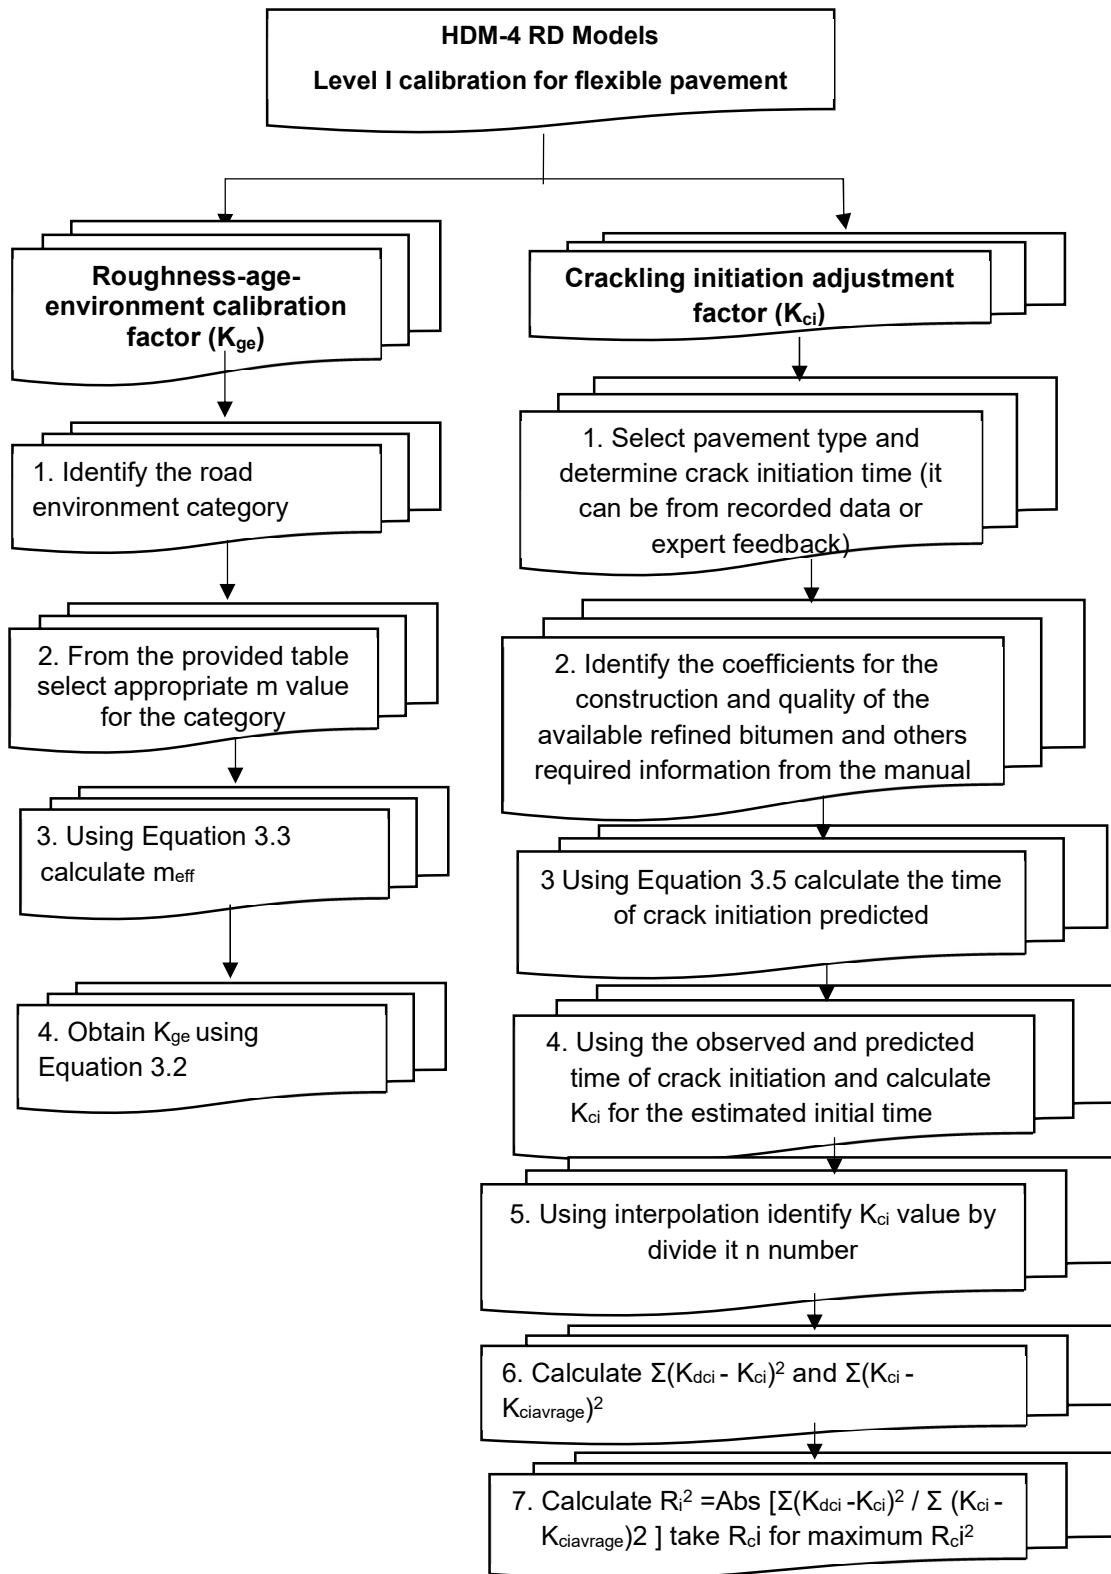 HDM-4 RD Models
Level I calibration for flexible pavement
Roughness-age-
environment calibration
factor (Kge)
1. Identify the road
environment category
2. From the provided table
select appropriate m value
for the category
3. Using Equation 3.3
calculate meff
4. Obtain Kge using
Equation 3.2
Crackling initiation adjustment
factor (Kci)
1. Select pavement type and
determine crack initiation time (it
can be from recorded data or
expert feedback)
2. Identify the coefficients for the
construction and quality of the
available refined bitumen and others
required information from the manual
3 Using Equation 3.5 calculate the time
of crack initiation predicted
4. Using the observed and predicted
time of crack initiation and calculate
Kci for the estimated initial time
5. Using interpolation identify Kci value by
divide it n number
6. Calculate Σ(Kdci - Kci)2 and Σ(Kci -
Kciavrage)2
7. Calculate Ri2 =Abs [Σ(Kdci -Kci)2 / Σ (Kci -
Kciavrage)2 ] take Rci for maximum Rci2